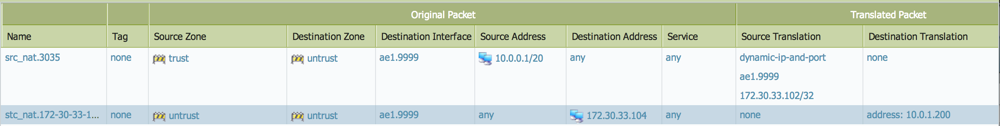 Original Packet Translated Packet
Name Tag Source Zone Destination Zone Destination Interface Source Address Destination Address Service Source Translation Destination Translation
src_nat.3035 none trust untrust ae1.9999 10.0.0.1/20 any any dynamic-ip-and-port none
ae1.9999
172.30.33.102/32
stc_nat.172-30-33-1... none untrust untrust ae1.9999 any 172.30.33.104 any none address: 10.0.1.200